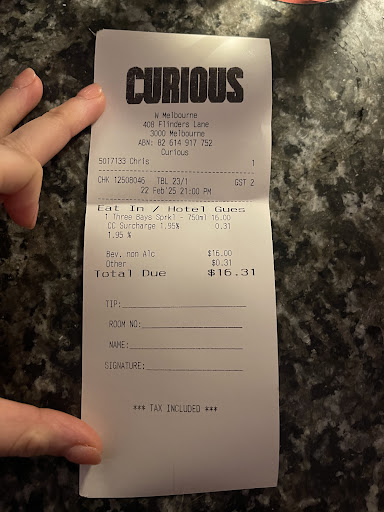 CURIOUS
W Melbourne
408 Flinders Lane
3000 Melbourne
ABN: 82 614 917 752
Curious
5017133 Chris 1
CHK 12508046 TBL 23/1 GST 2
22 Feb'25 21:00 PM
Eat In / Hotel Gues
1 Three Bays Sprkl - 750ml 16.00
CC Surcharge 1.95% 0.31
1.95 %
Bev. non Alc $16.00
Other $0.31
Total Due $16.31
TIP:
ROOM NO:
NAME:
SIGNATURE:
*** TAX INCLUDED ***